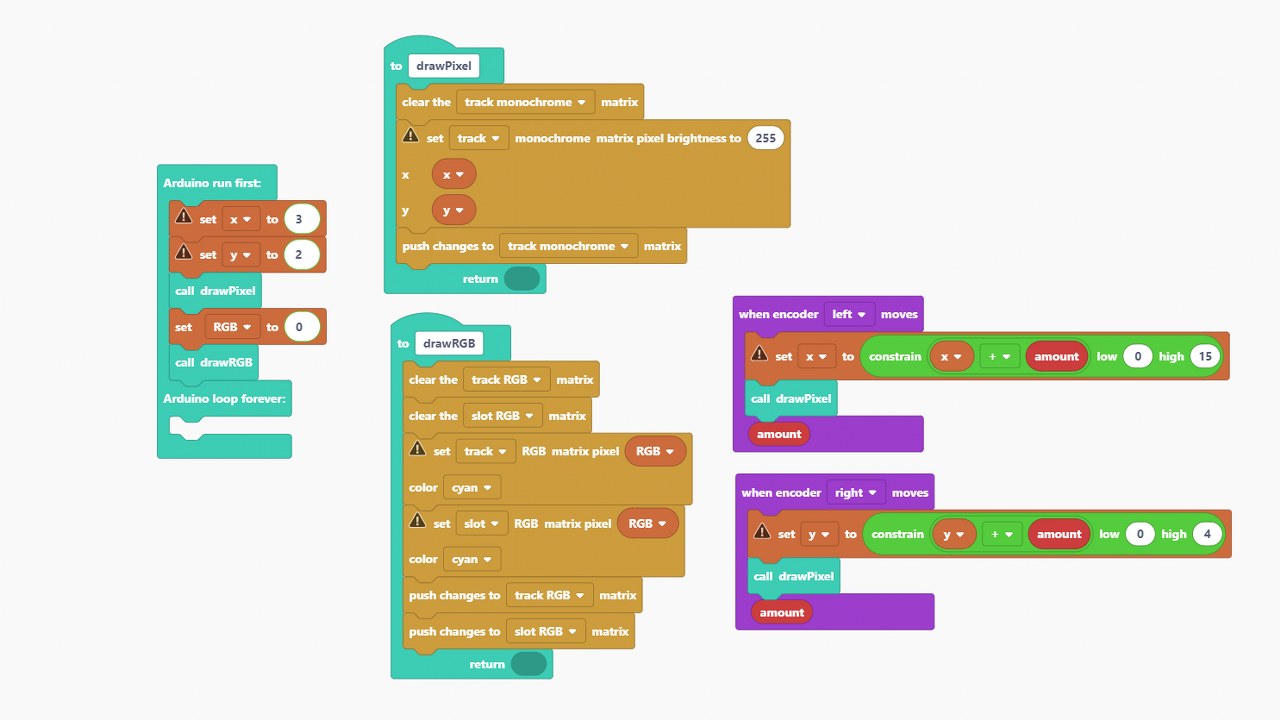 Arduino run first:
set x to 3
set y to 2
call drawPixel
set RGB to 0
call drawRGB
Arduino loop forever:
to drawPixel
clear the track monochrome matrix
set track monochrome matrix pixel brightness to 255
x x
y y
push changes to track monochrome matrix
return
to drawRGB
clear the track RGB matrix
clear the slot RGB matrix
set track RGB matrix pixel RGB
color cyan
set slot RGB matrix pixel RGB
color cyan
push changes to track RGB matrix
push changes to slot RGB matrix
return
when encoder left moves
set x to constrain x + amount low 0 high 15
call drawPixel
amount
when encoder right moves
set y to constrain y + amount low 0 high 4
call drawPixel
amount